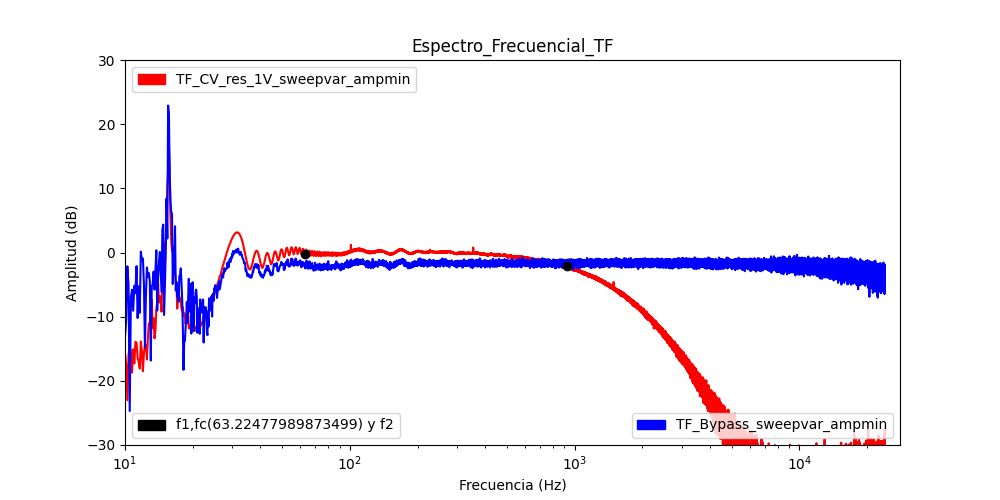 Espectro_Frecuencial_TF
TF_CV_res_1V_sweepvar_ampmin
30
20
10
0
−10
−20
−30
Amplitud (dB)
f1,fc(63.22477989873499) y f2
TF_Bypass_sweepvar_ampmin
10¹ 10² 10³ 10⁴
Frecuencia (Hz)